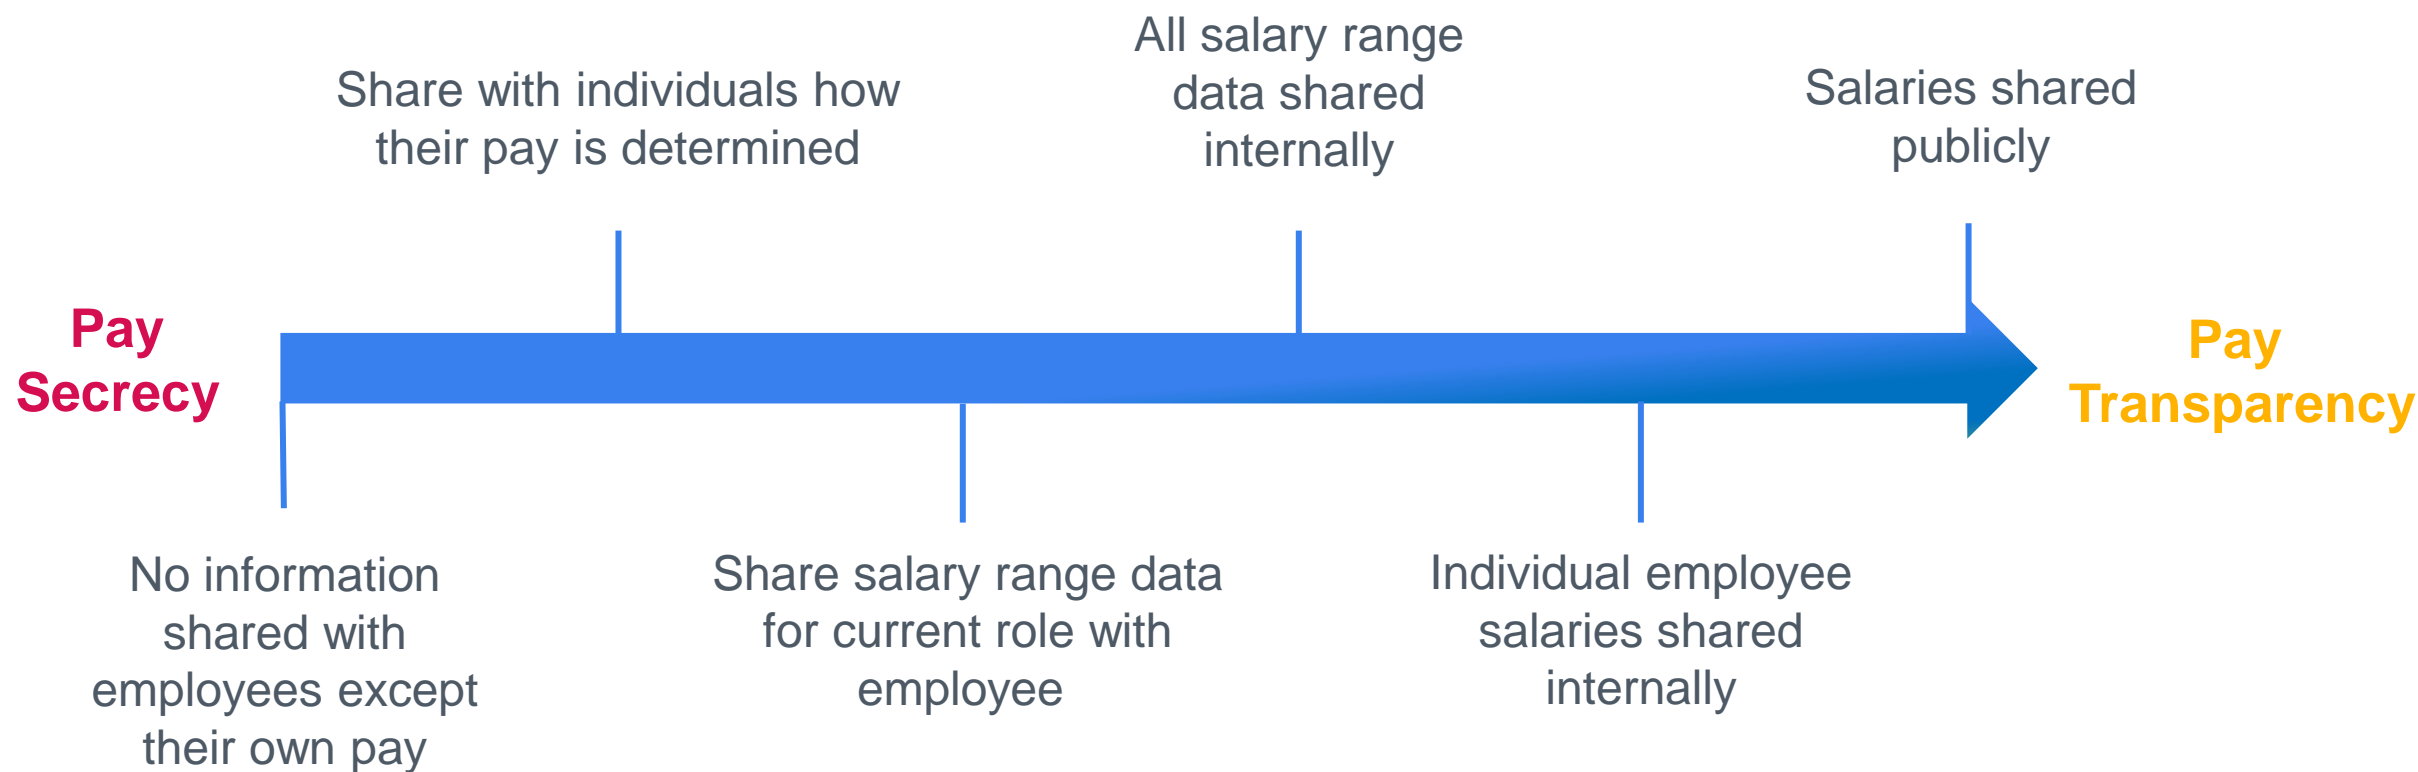 Pay
Secrecy
No information
shared with
employees except
their own pay
Share with individuals how
their pay is determined
Share salary range data
for current role with
employee
All salary range
data shared
internally
Individual employee
salaries shared
internally
Salaries shared
publicly
Pay
Transparency